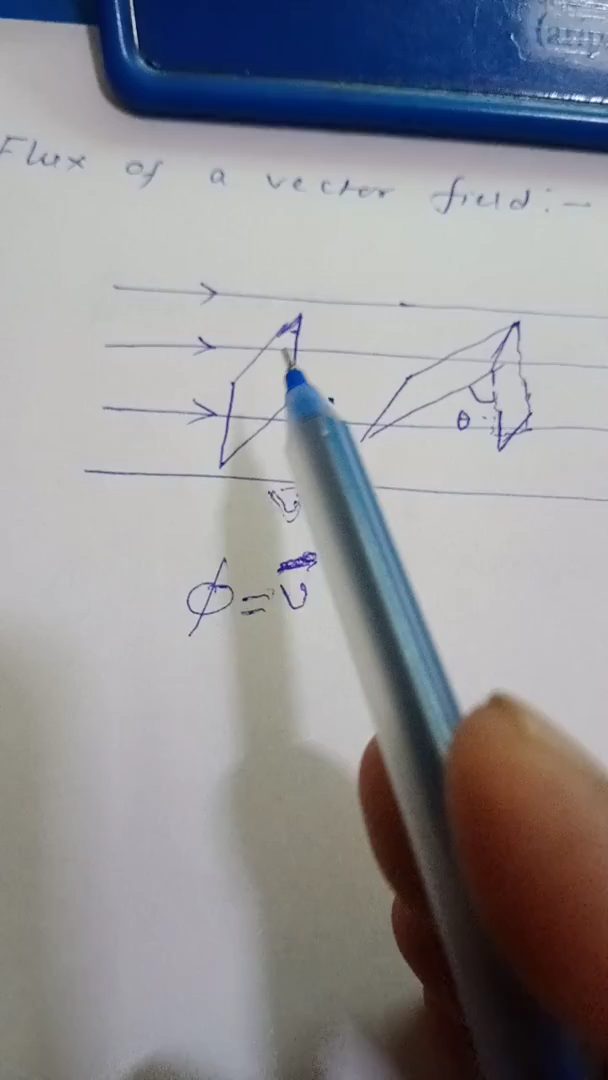 Flux of a vector field:-
θ
v
ϕ = v⃗